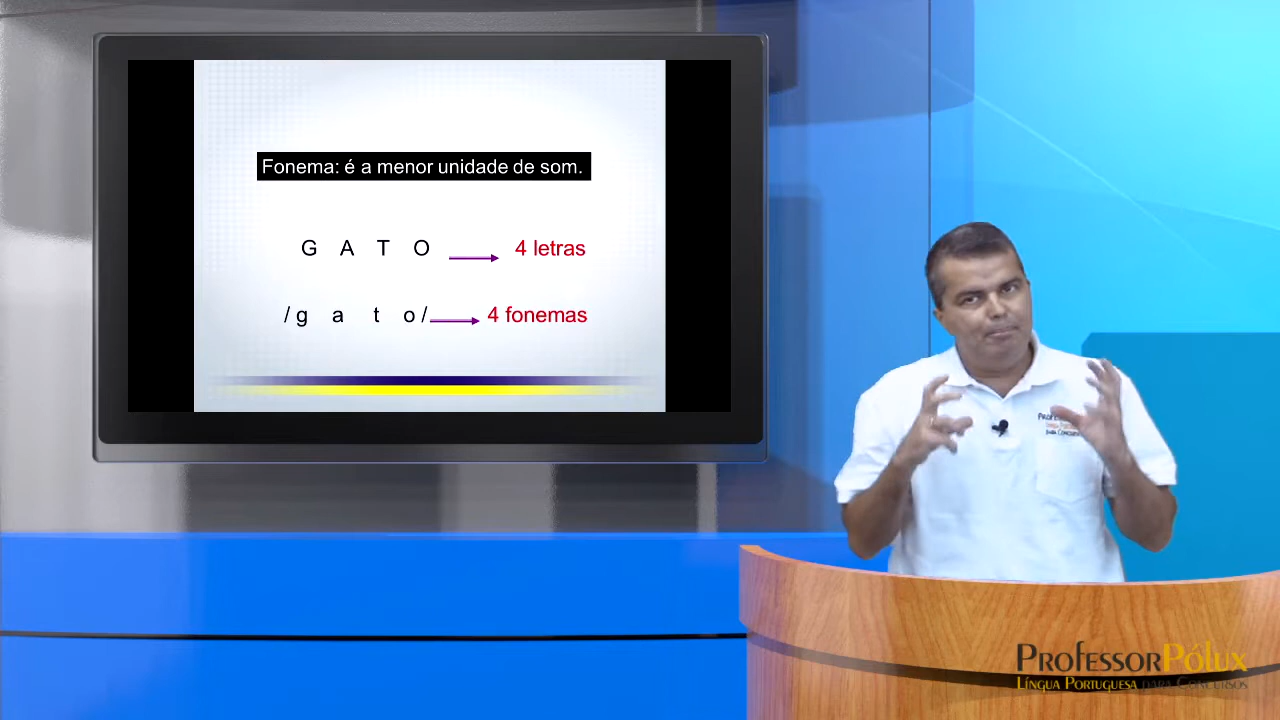 Fonema: é a menor unidade de som.
G A T O 4 letras
/ g a t o / 4 fonemas
PROFESSORPÓLUX
LÍNGUA PORTUGUESA PARA CONCURSOS